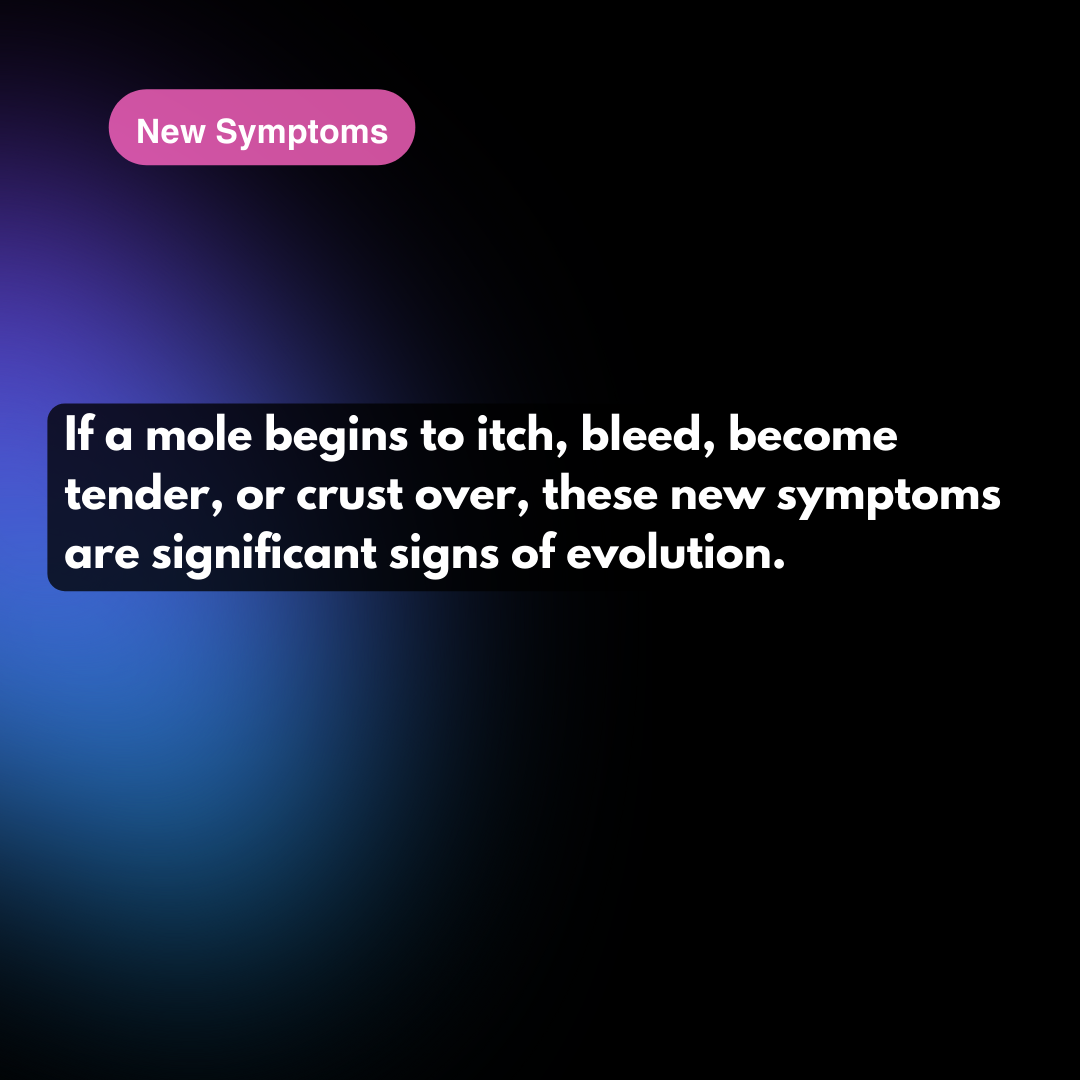 New Symptoms
If a mole begins to itch, bleed, become
tender, or crust over, these new symptoms
are significant signs of evolution.